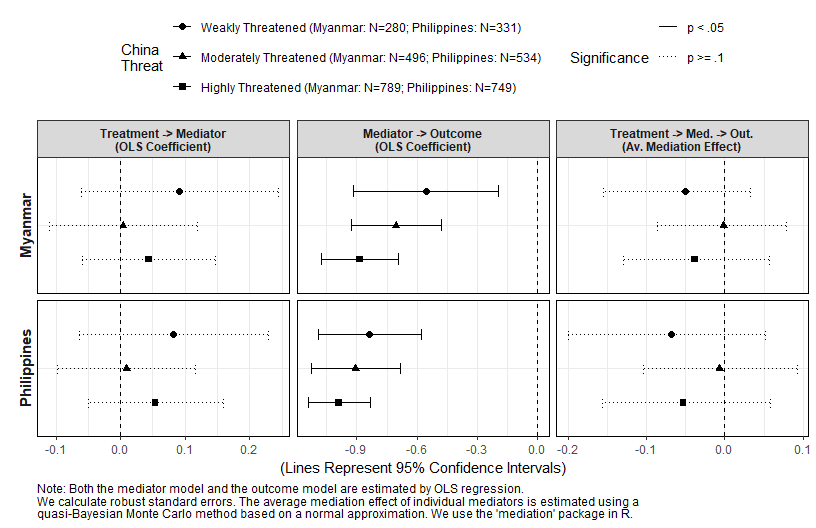 Weakly Threatened (Myanmar: N=280; Philippines: N=331)
China
Threat
Moderately Threatened (Myanmar: N=496; Philippines: N=534)
Highly Threatened (Myanmar: N=789; Philippines: N=749)
Significance
p < .05
p >= .1
Treatment -> Mediator
(OLS Coefficient)
Mediator -> Outcome
(OLS Coefficient)
Treatment -> Med. -> Out.
(Av. Mediation Effect)
Myanmar
Philippines
-0.1 0.0 0.1 0.2
-0.9 -0.6 -0.3 0.0
-0.2 -0.1 0.0 0.1
(Lines Represent 95% Confidence Intervals)
Note: Both the mediator model and the outcome model are estimated by OLS regression.
We calculate robust standard errors. The average mediation effect of individual mediators is estimated using a
quasi-Bayesian Monte Carlo method based on a normal approximation. We use the 'mediation' package in R.